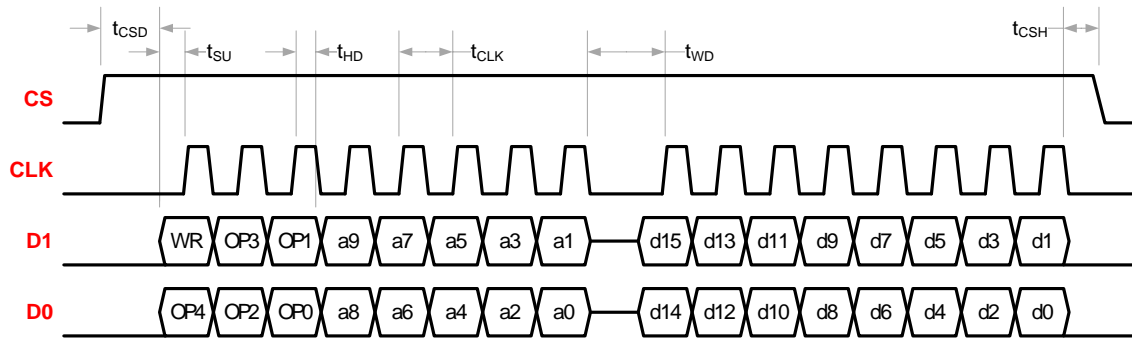 tCSD tCSH
tSU tHD tCLK tWD
CS
CLK
D1 WR OP3 OP1 a9 a7 a5 a3 a1 d15 d13 d11 d9 d7 d5 d3 d1
D0 OP4 OP2 OP0 a8 a6 a4 a2 a0 d14 d12 d10 d8 d6 d4 d2 d0